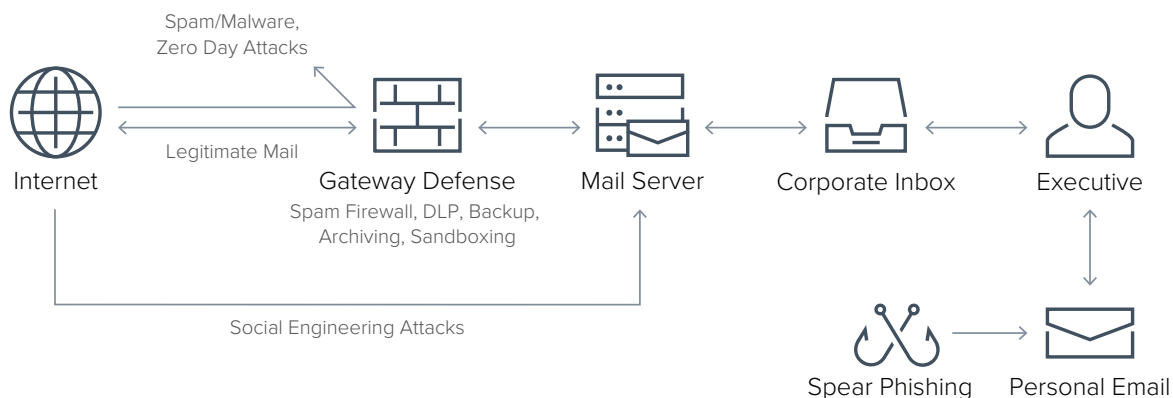 Spam/Malware,
Zero Day Attacks
Legitimate Mail
Internet
Gateway Defense
Spam Firewall, DLP, Backup,
Archiving, Sandboxing
Mail Server
Corporate Inbox
Executive
Social Engineering Attacks
Spear Phishing
Personal Email